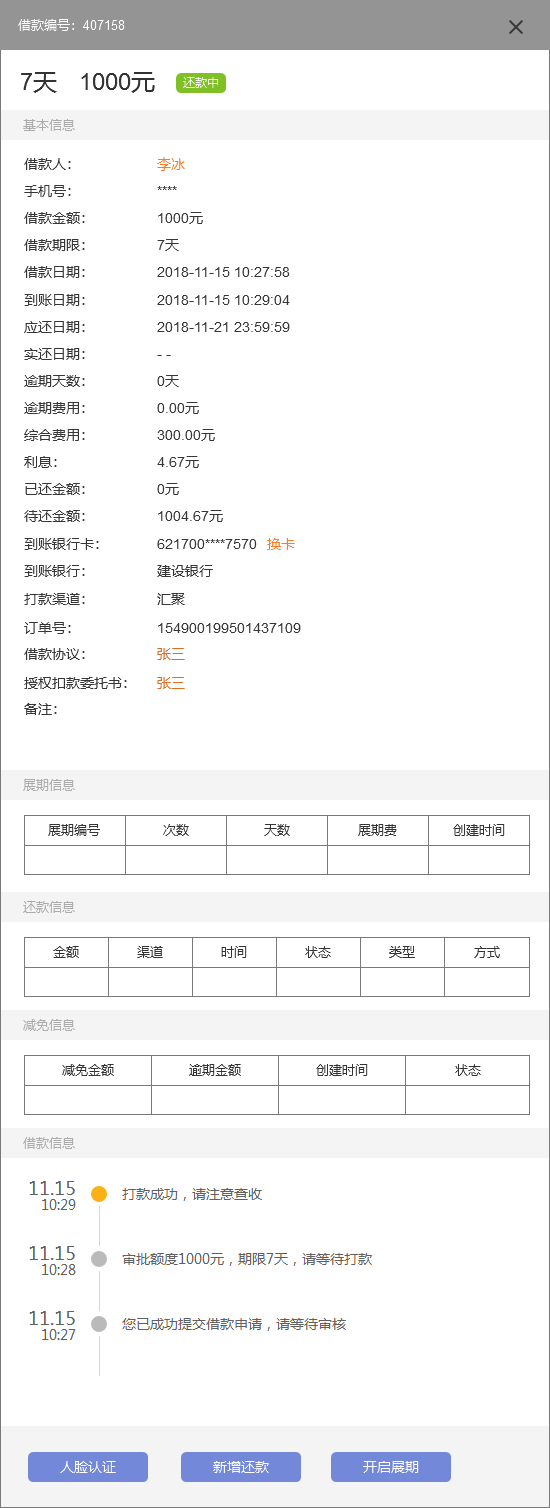 借款编号：407158
7天 1000元 还款中
基本信息
借款人： 李冰
手机号： ****
借款金额： 1000元
借款期限： 7天
借款日期： 2018-11-15 10:27:58
到账日期： 2018-11-15 10:29:04
应还日期： 2018-11-21 23:59:59
实还日期： - -
逾期天数： 0天
逾期费用： 0.00元
综合费用： 300.00元
利息： 4.67元
已还金额： 0元
待还金额： 1004.67元
到账银行卡： 621700****7570 换卡
到账银行： 建设银行
打款渠道： 汇聚
订单号： 154900199501437109
借款协议： 张三
授权扣款委托书： 张三
备注：
展期信息
展期编号 次数 天数 展期费 创建时间
还款信息
金额 渠道 时间 状态 类型 方式
减免信息
减免金额 逾期金额 创建时间 状态
借款信息
11.15 打款成功，请注意查收
10:29
11.15 审批额度1000元，期限7天，请等待打款
10:28
11.15 您已成功提交借款申请，请等待审核
10:27
人脸认证 新增还款 开启展期